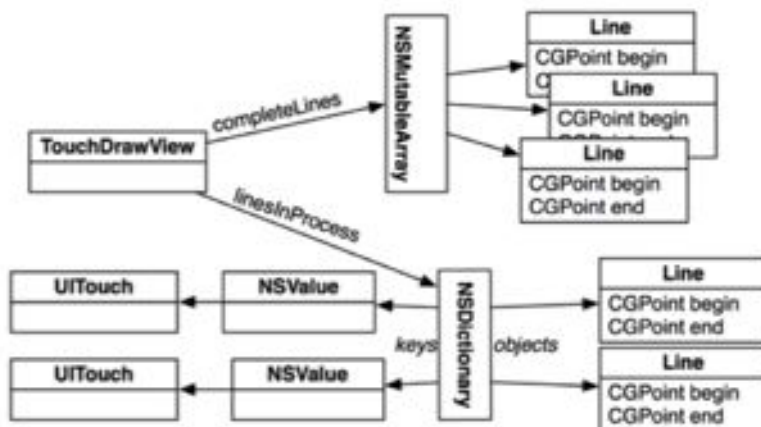 Line
CGPoint begin
C
Line
CGPoint begin
Line
CGPoint begin
CGPoint end
NSMutableArray
completeLines
TouchDrawView
linesInProcess
UITouch
NSValue
NSDictionary
keys
objects
Line
CGPoint begin
CGPoint end
UITouch
NSValue
Line
CGPoint begin
CGPoint end